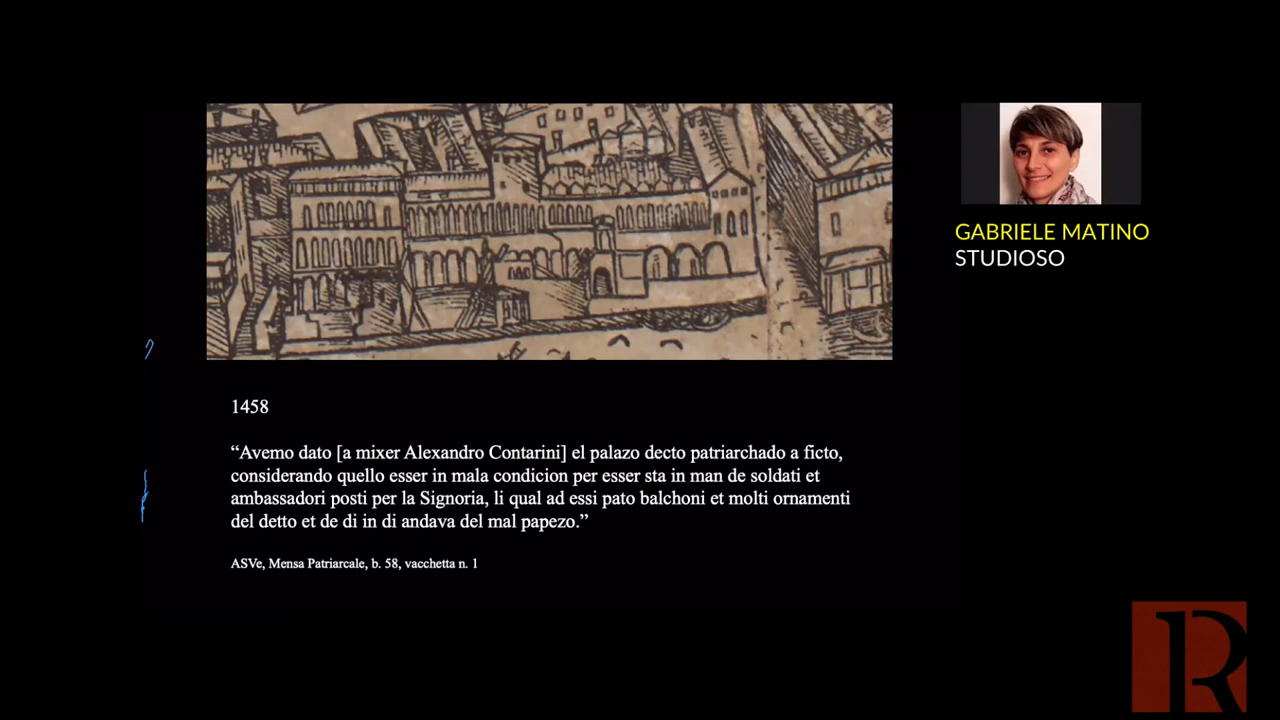 GABRIELE MATINO
STUDIOSO
1458
“Avemo dato [a mixer Alexandro Contarini] el palazo decto patriarchado a ficto,
considerando quello esser in mala condicion per esser sta in man de soldati et
ambassadori posti per la Signoria, li qual ad essi pato balchoni et molti ornamenti
del detto et de di in di andava del mal papezo.”
ASVe, Mensa Patriarcale, b. 58, vacchetta n. 1
R